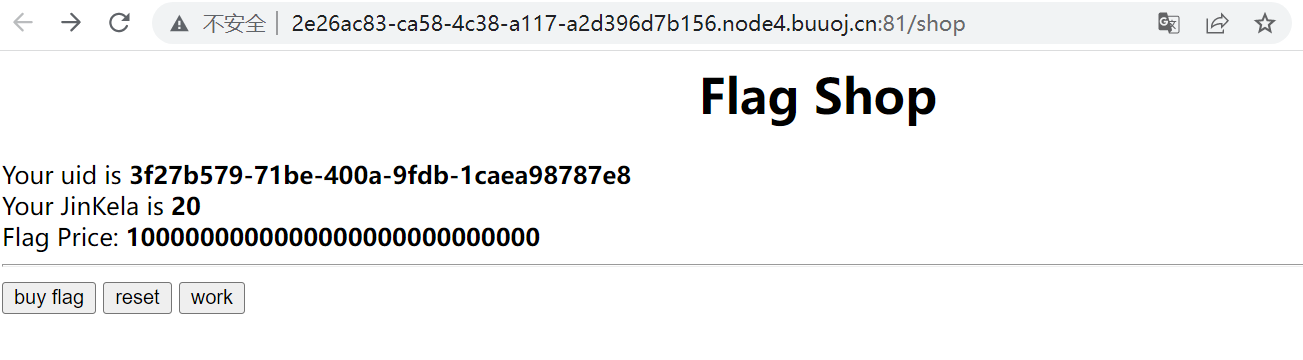 不安全 | 2e26ac83-ca58-4c38-a117-a2d396d7b156.node4.buuoj.cn:81/shop
Flag Shop
Your uid is 3f27b579-71be-400a-9fdb-1caea98787e8
Your JinKela is 20
Flag Price: 1000000000000000000000000000
buy flag reset work